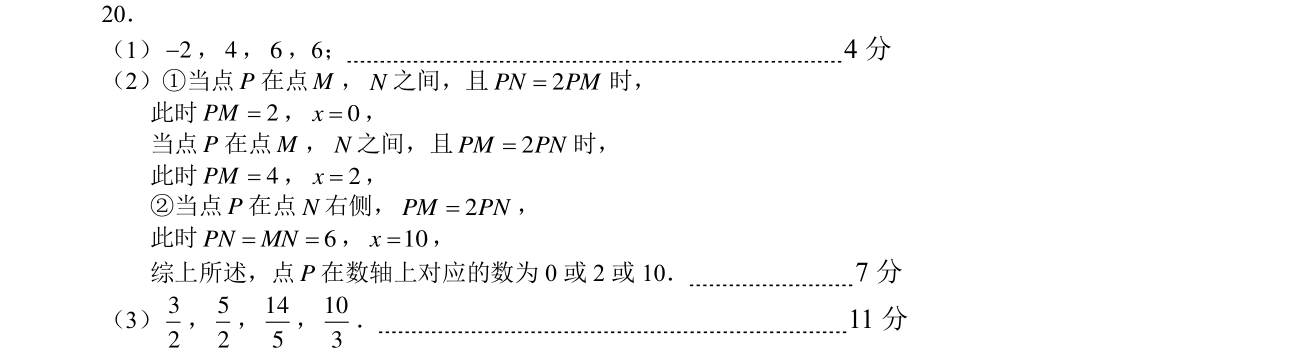 20.
（1）−2， 4， 6，6；4 分
（2）①当点 P 在点 M ， N 之间，且 PN = 2PM 时，
此时 PM = 2， x = 0，
当点 P 在点 M ， N 之间，且 PM = 2PN 时，
此时 PM = 4， x = 2，
②当点 P 在点 N 右侧， PM = 2PN ，
此时 PN = MN = 6， x = 10，
综上所述，点 P 在数轴上对应的数为 0 或 2 或 10．7 分
（3）3/2， 5/2， 14/5， 10/3．11 分